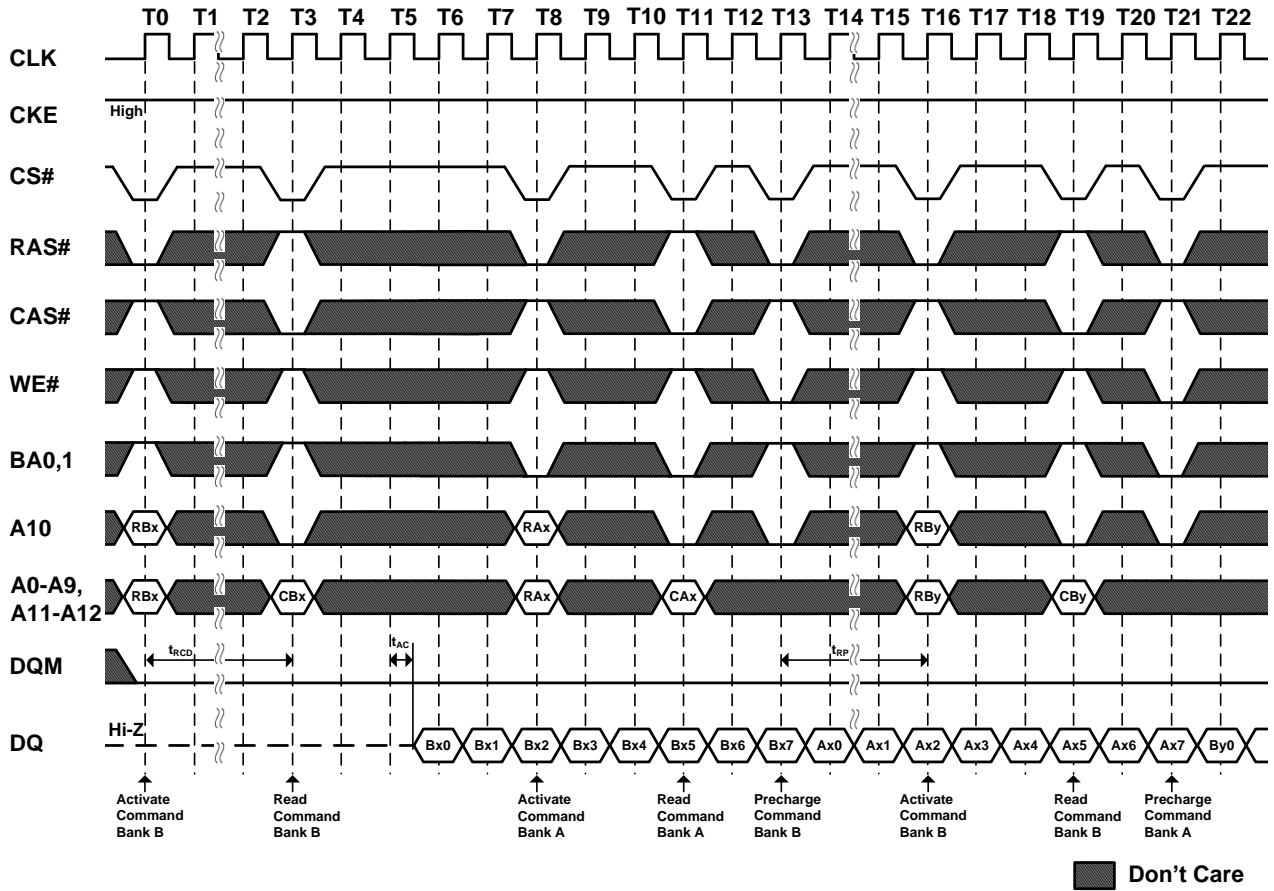 T0 T1 T2 T3 T4 T5 T6 T7 T8 T9 T10 T11 T12 T13 T14 T15 T16 T17 T18 T19 T20 T21 T22
CLK
CKE High
CS#
RAS#
CAS#
WE#
BA0,1
A10 RBx RAx RBy
A0-A9,
A11-A12 RBx CBx RAx CAx RBy CBy
DQM tRCD tAC tRP
DQ Hi-Z Bx0 Bx1 Bx2 Bx3 Bx4 Bx5 Bx6 Bx7 Ax0 Ax1 Ax2 Ax3 Ax4 Ax5 Ax6 Ax7 By0
Activate
Command
Bank B
Read
Command
Bank B
Activate
Command
Bank A
Read
Command
Bank A
Precharge
Command
Bank B
Activate
Command
Bank B
Read
Command
Bank B
Precharge
Command
Bank A
Don't Care